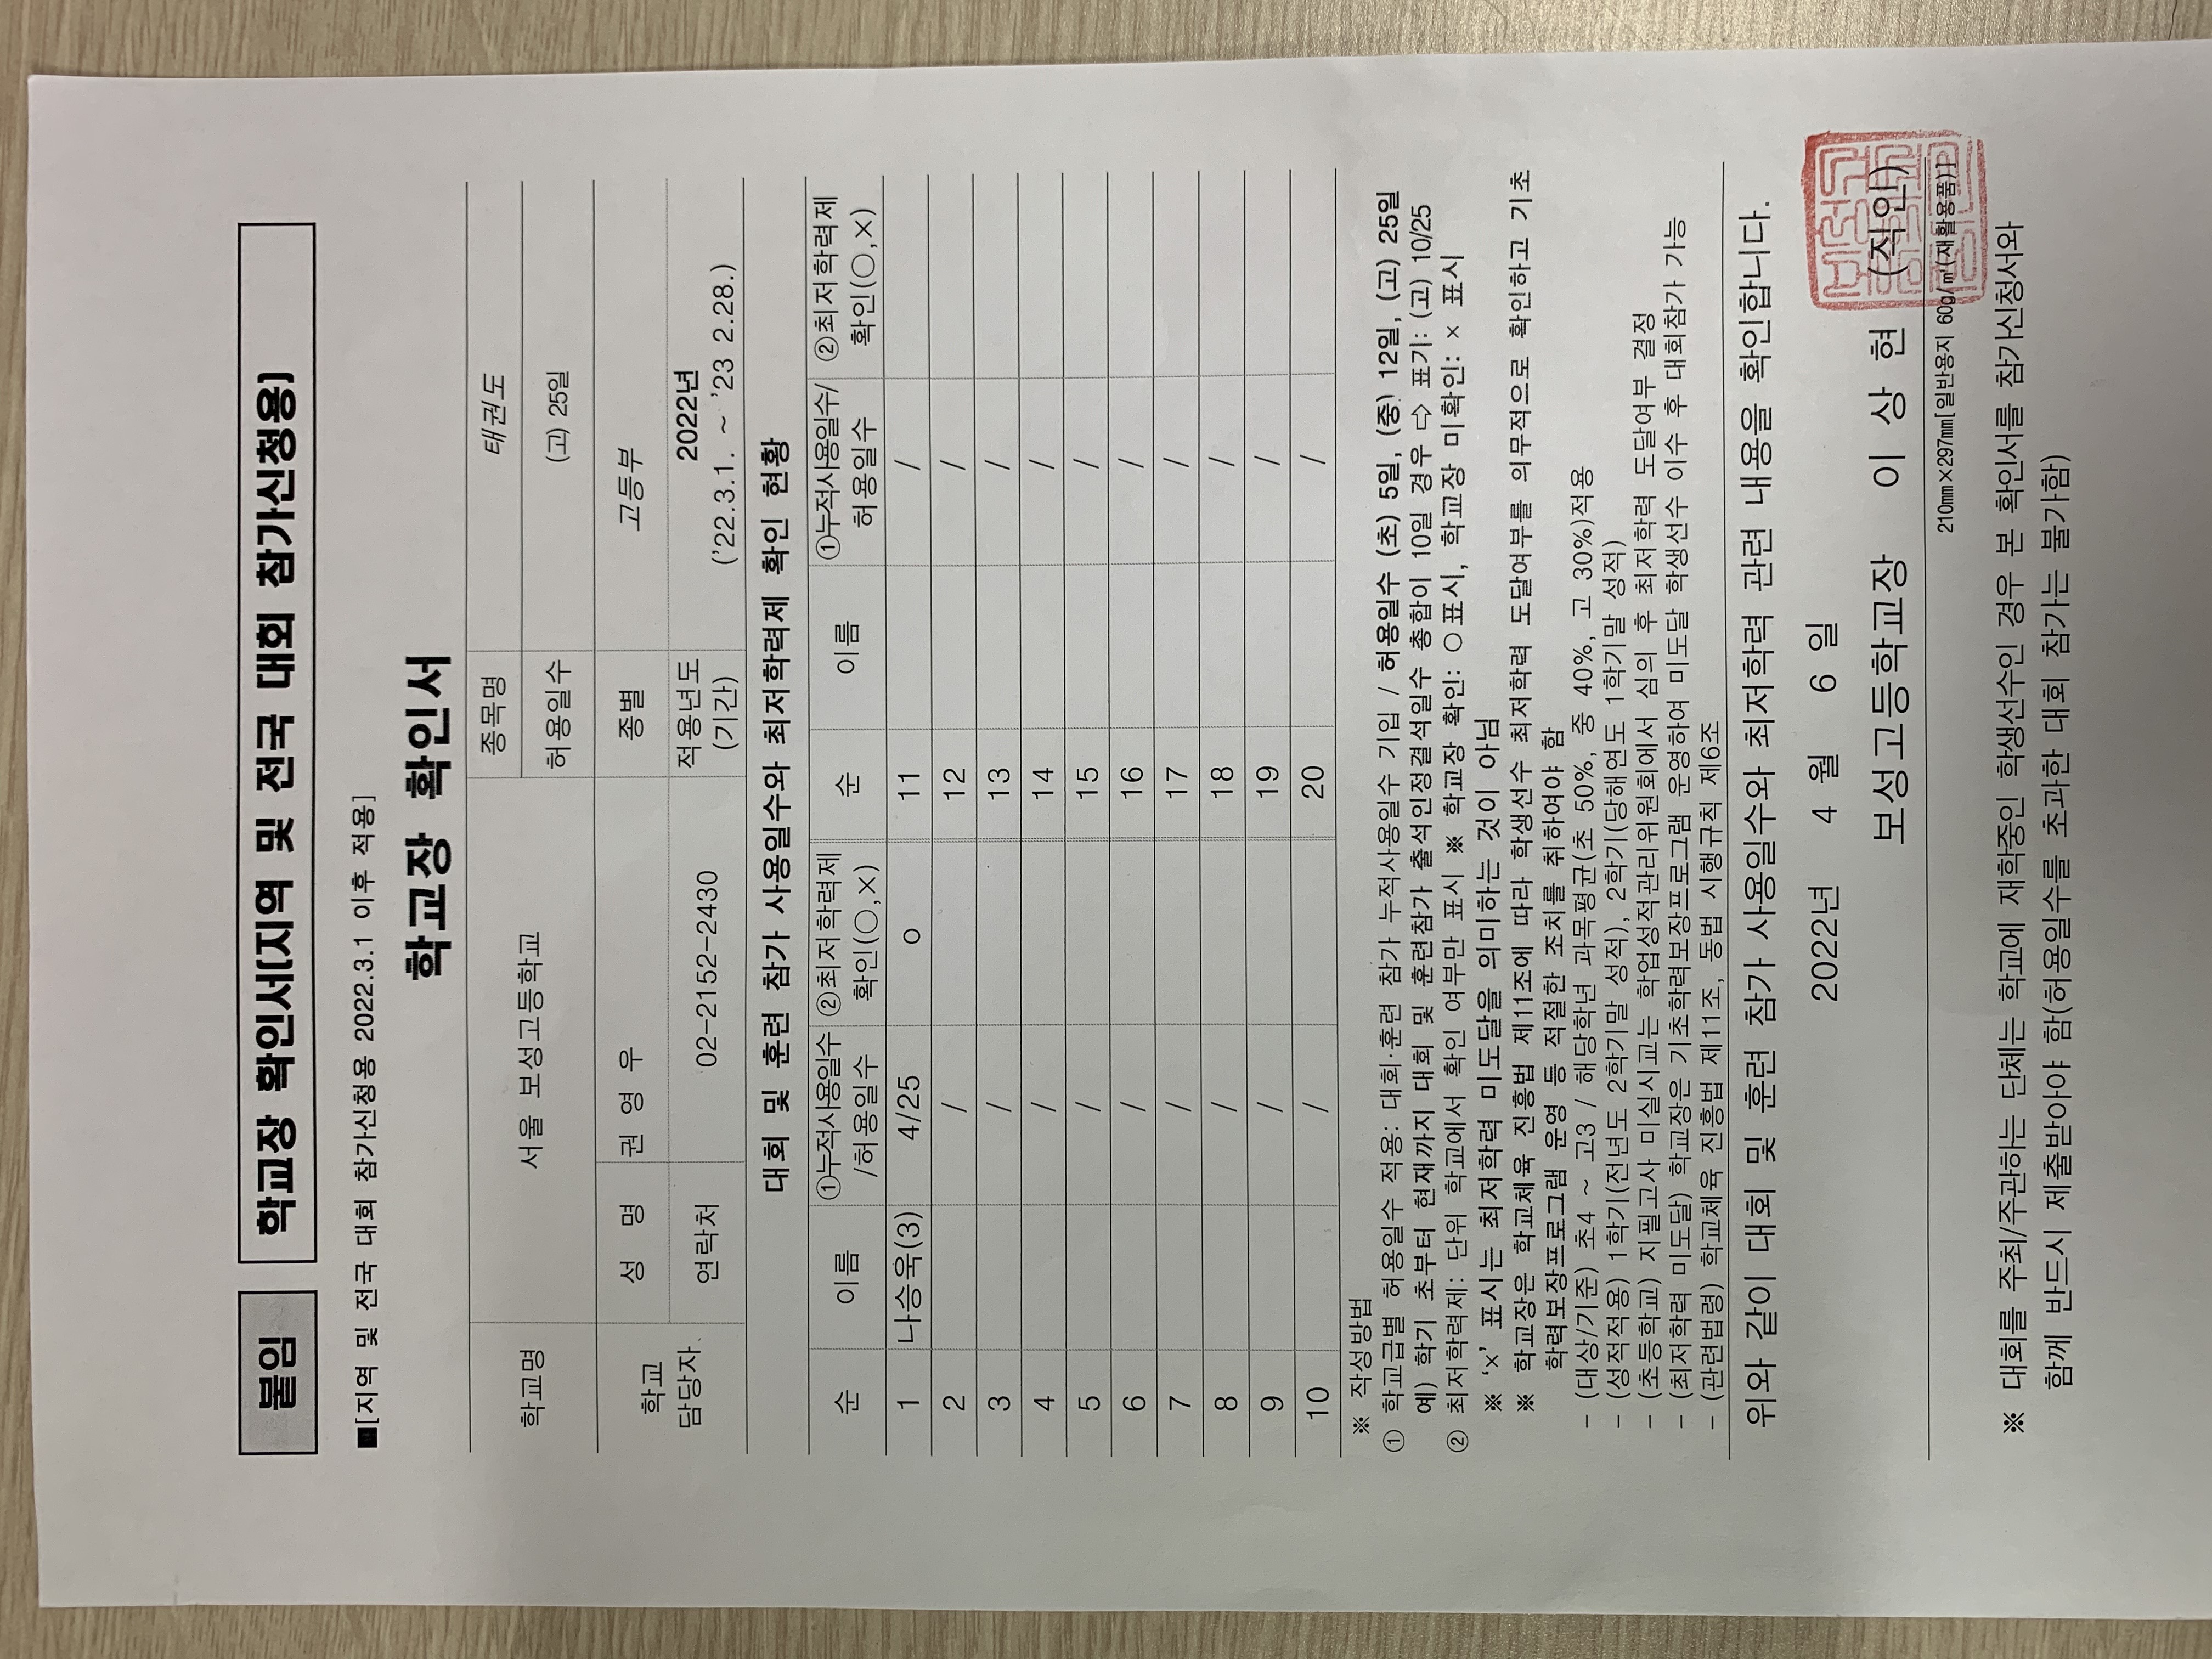 붙임
학교장 확인서(지역 및 전국 대회 참가신청용)
■[지역 및 전국 대회 참가신청용 2022.3.1 이후 적용]
학교장 확인서
학교명 서울 보성고등학교 종목명 태권도
허용일수 (고) 25일
학교 담당자 성 명 권 영 우 종별 고등부
연락처 02-2152-2430 적용년도 (기간) 2022년 ('22.3.1. ~ '23 2.28.)
대회 및 훈련 참가 사용일수와 최저학력제 확인 현황
순 이름 ①누적사용일수/허용일수 ②최저학력제 확인(○,×) 순 이름 ①누적사용일수/허용일수 ②최저학력제 확인(○,×)
1 나승욱(3) 4/25 ○ 11 /
2 / 12 /
3 / 13 /
4 / 14 /
5 / 15 /
6 / 16 /
7 / 17 /
8 / 18 /
9 / 19 /
10 / 20 /
※ 작성방법
① 학교급별 허용일수 적용: 대회·훈련 참가 누적사용일수 기입 / 허용일수 (초) 5일, (중) 12일, (고) 25일
예) 학기 초부터 현재까지 대회 및 훈련참가 출석인정결석일수 총합이 10일 경우 ⇨ 표기: (고) 10/25
② 최저학력제: 단위 학교에서 확인 여부만 표시 ※ 학교장 확인: ○ 표시, 학교장 미확인: × 표시
※ '×' 표시는 최저학력 미도달을 의미하는 것이 아님
※ 학교장은 학교체육 진흥법 제11조에 따라 학생선수 최저학력 도달여부를 의무적으로 확인하고 기초
학력보장프로그램 운영 등 적절한 조치를 취하여야 함
- (대상/기준) 초4 ~ 고3 / 해당학년 과목평균(초 50%, 중 40%, 고 30%)적용
- (성적적용) 1학기(전년도 2학기말 성적), 2학기(당해연도 1학기말 성적)
- (초등학교) 지필고사 미실시교는 학업성적관리위원회에서 심의 후 최저학력 도달여부 결정
- (최저학력 미도달) 학교장은 기초학력보장프로그램 운영하여 미도달 학생선수 이수 후 대회참가 가능
- (관련법령) 학교체육 진흥법 제11조, 동법 시행규칙 제6조
위와 같이 대회 및 훈련 참가 사용일수와 최저학력 관련 내용을 확인합니다.
2022년 4 월 6 일
보성고등학교장 이 상 현 (직인)
210㎜×297㎜[일반용지 60g/㎡(재활용품)]
※ 대회를 주최/주관하는 단체는 학교에 재학중인 학생선수인 경우 본 확인서를 참가신청서와
함께 반드시 제출받아야 함(허용일수를 초과한 대회 참가는 불가함)